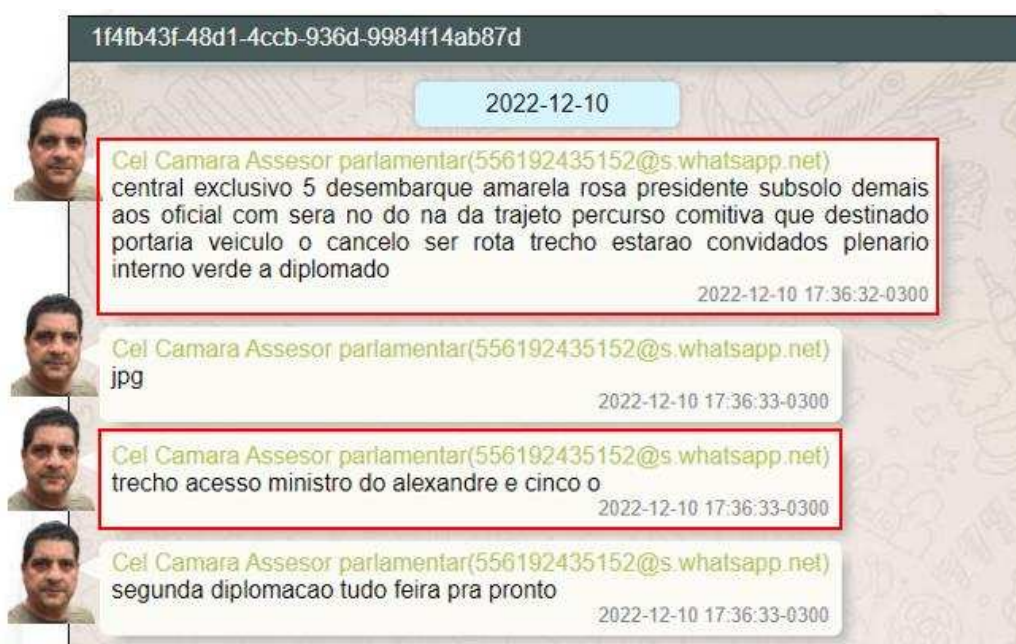 1f4fb43f-48d1-4ccb-936d-9984f14ab87d
2022-12-10
Cel Camara Assesor parlamentar(556192435152@s.whatsapp.net)
central exclusivo 5 desembarque amarela rosa presidente subsolo demais
aos oficial com sera no do na da trajeto percurso comitiva que destinado
portaria veiculo o cancelo ser rota trecho estarao convidados plenario
interno verde a diplomado
2022-12-10 17:36:32-0300
Cel Camara Assesor parlamentar(556192435152@s.whatsapp.net)
jpg
2022-12-10 17:36:33-0300
Cel Camara Assesor parlamentar(556192435152@s.whatsapp.net)
trecho acesso ministro do alexandre e cinco o
2022-12-10 17:36:33-0300
Cel Camara Assesor parlamentar(556192435152@s.whatsapp.net)
segunda diplomacao tudo feira pra pronto
2022-12-10 17:36:33-0300